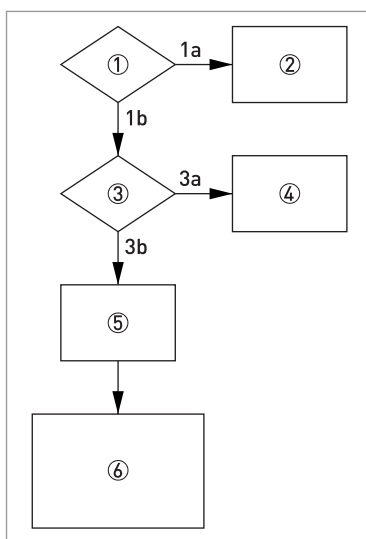 ① 1a ②
1b
③ 3a ④
3b
⑤
⑥